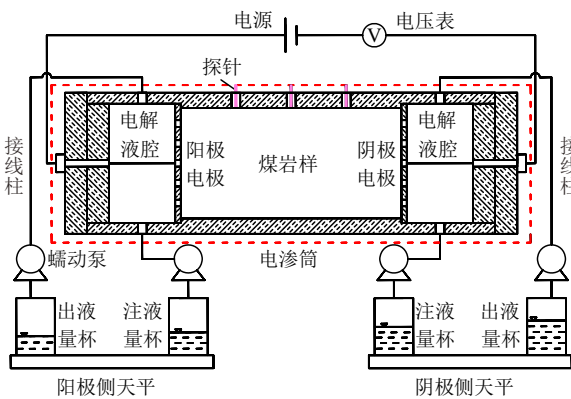 电源
V
电压表
探针
接线柱
电解液腔
阳极电极
煤岩样
阴极电极
电解液腔
接线柱
蠕动泵
电渗筒
出液量杯
注液量杯
注液量杯
出液量杯
阳极侧天平
阴极侧天平